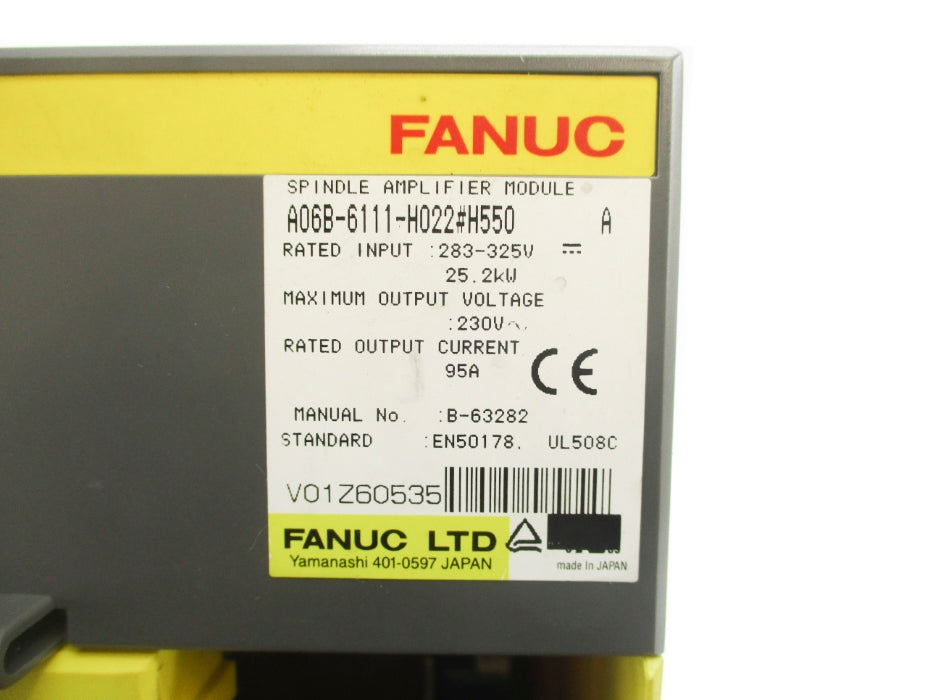 FANUC
SPINDLE AMPLIFIER MODULE
A06B-6111-H022#H550 A
RATED INPUT :283-325V ⎓
25.2kW
MAXIMUM OUTPUT VOLTAGE
:230V~
RATED OUTPUT CURRENT
95A
CE
MANUAL No. :B-63282
STANDARD :EN50178, UL508C
V01Z60535
FANUC LTD
Yamanashi 401-0597 JAPAN
made In JAPAN